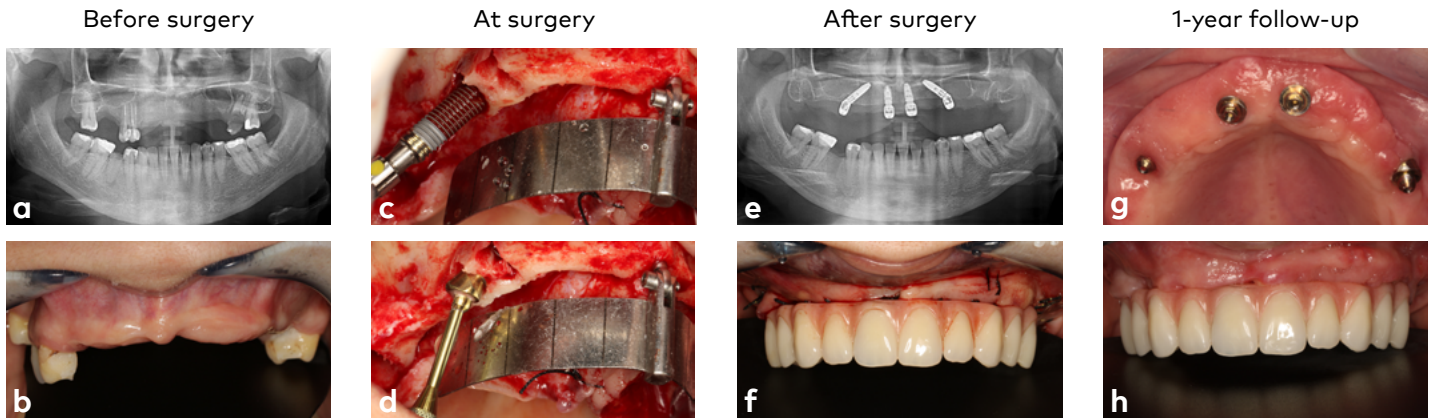 Before surgery
At surgery
After surgery
1-year follow-up
a
c
e
g
b
d
f
h